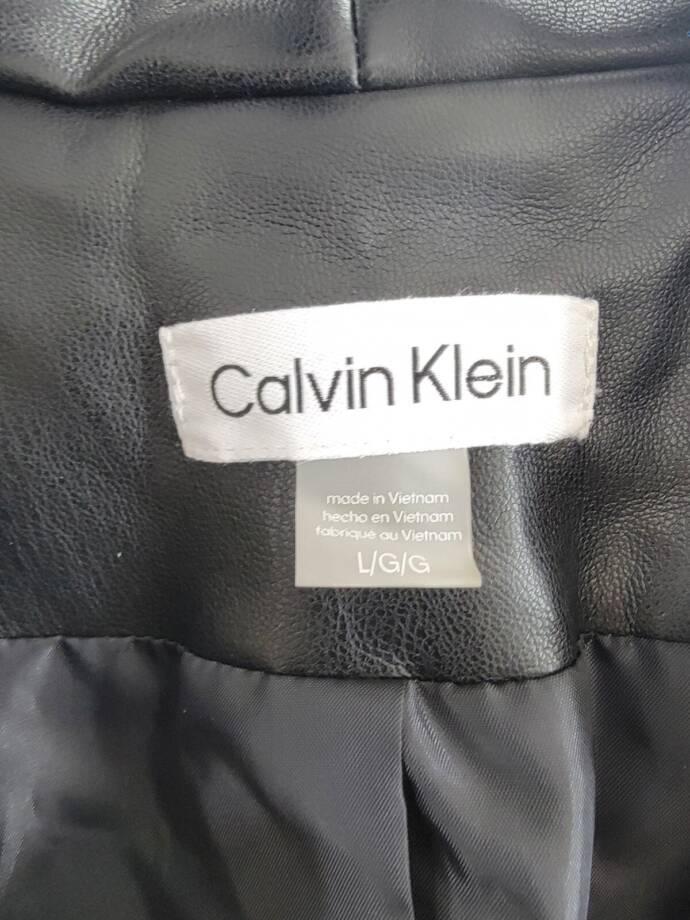 Calvin Klein
made in Vietnam
hecho en Vietnam
fabriqué au Vietnam
L/G/G